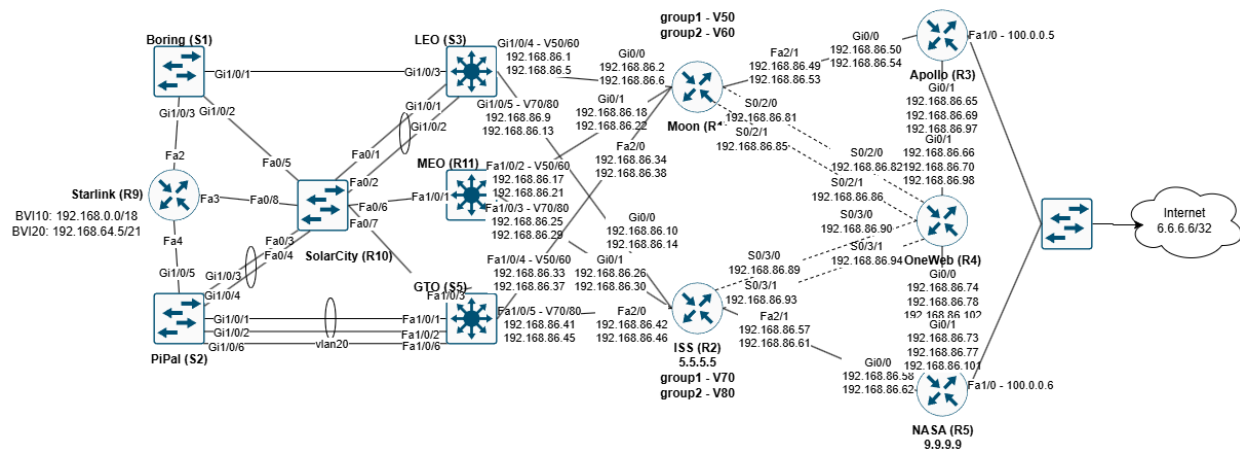 group1 - V50
group2 - V60
Boring (S1)
LEO (S3)
Gi1/0/4 - V50/60
192.168.86.1
192.168.86.5
Gi0/0
192.168.86.2
192.168.86.6
Fa2/1
192.168.86.49
192.168.86.53
Gi0/0
192.168.86.50
192.168.86.54
Fa1/0 - 100.0.0.5
Apollo (R3)
Gi1/0/1
Gi1/0/3
Gi1/0/2
Gi1/0/3
Gi1/0/1
Gi1/0/2
Gi1/0/5 - V70/80
192.168.86.9
192.168.86.13
Gi0/1
192.168.86.18
192.168.86.22
Moon (R
S0/2/0
192.168.86.81
S0/2/1
192.168.86.85
Gi0/1
192.168.86.65
192.168.86.69
192.168.86.97
Gi0/1
192.168.86.66
192.168.86.70
192.168.86.98
Fa2
Fa0/5
Fa0/1
Fa0/2
MEO (R11)
Fa1/0/2 - V50/60
192.168.86.17
192.168.86.21
Fa1/0/3 - V70/80
192.168.86.25
192.168.86.29
Fa2/0
192.168.86.34
192.168.86.38
S0/2/0
192.168.86.82
S0/2/1
192.168.86.86
S0/3/0
192.168.86.90
S0/3/1
192.168.86.94
Starlink (R9)
BVI10: 192.168.0.0/18
BVI20: 192.168.64.5/21
Fa3
Fa0/8
Fa0/6
Fa1/0/1
Fa0/7
Fa4
Fa0/3
Fa0/4
SolarCity (R10)
Internet
6.6.6.6/32
OneWeb (R4)
Gi0/0
192.168.86.10
192.168.86.14
Gi0/1
192.168.86.26
192.168.86.30
S0/3/0
192.168.86.89
S0/3/1
192.168.86.93
Gi0/0
192.168.86.74
192.168.86.78
192.168.86.102
Gi0/1
192.168.86.73
192.168.86.77
192.168.86.101
Gi1/0/5
Gi1/0/3
Gi1/0/4
GTO (S5)
Fa1/0/4 - V50/60
192.168.86.33
192.168.86.37
Fa1/0/3
Fa1/0/5 - V70/80
192.168.86.41
192.168.86.45
Fa2/0
192.168.86.42
192.168.86.46
Fa2/1
192.168.86.57
192.168.86.61
Gi1/0/1
Gi1/0/2
Gi1/0/6
Fa1/0/1
Fa1/0/2
Fa1/0/6
vlan20
PiPal (S2)
ISS (R2)
5.5.5.5
group1 - V70
group2 - V80
Gi0/0
192.168.86.58
192.168.86.62
Fa1/0 - 100.0.0.6
NASA (R5)
9.9.9.9